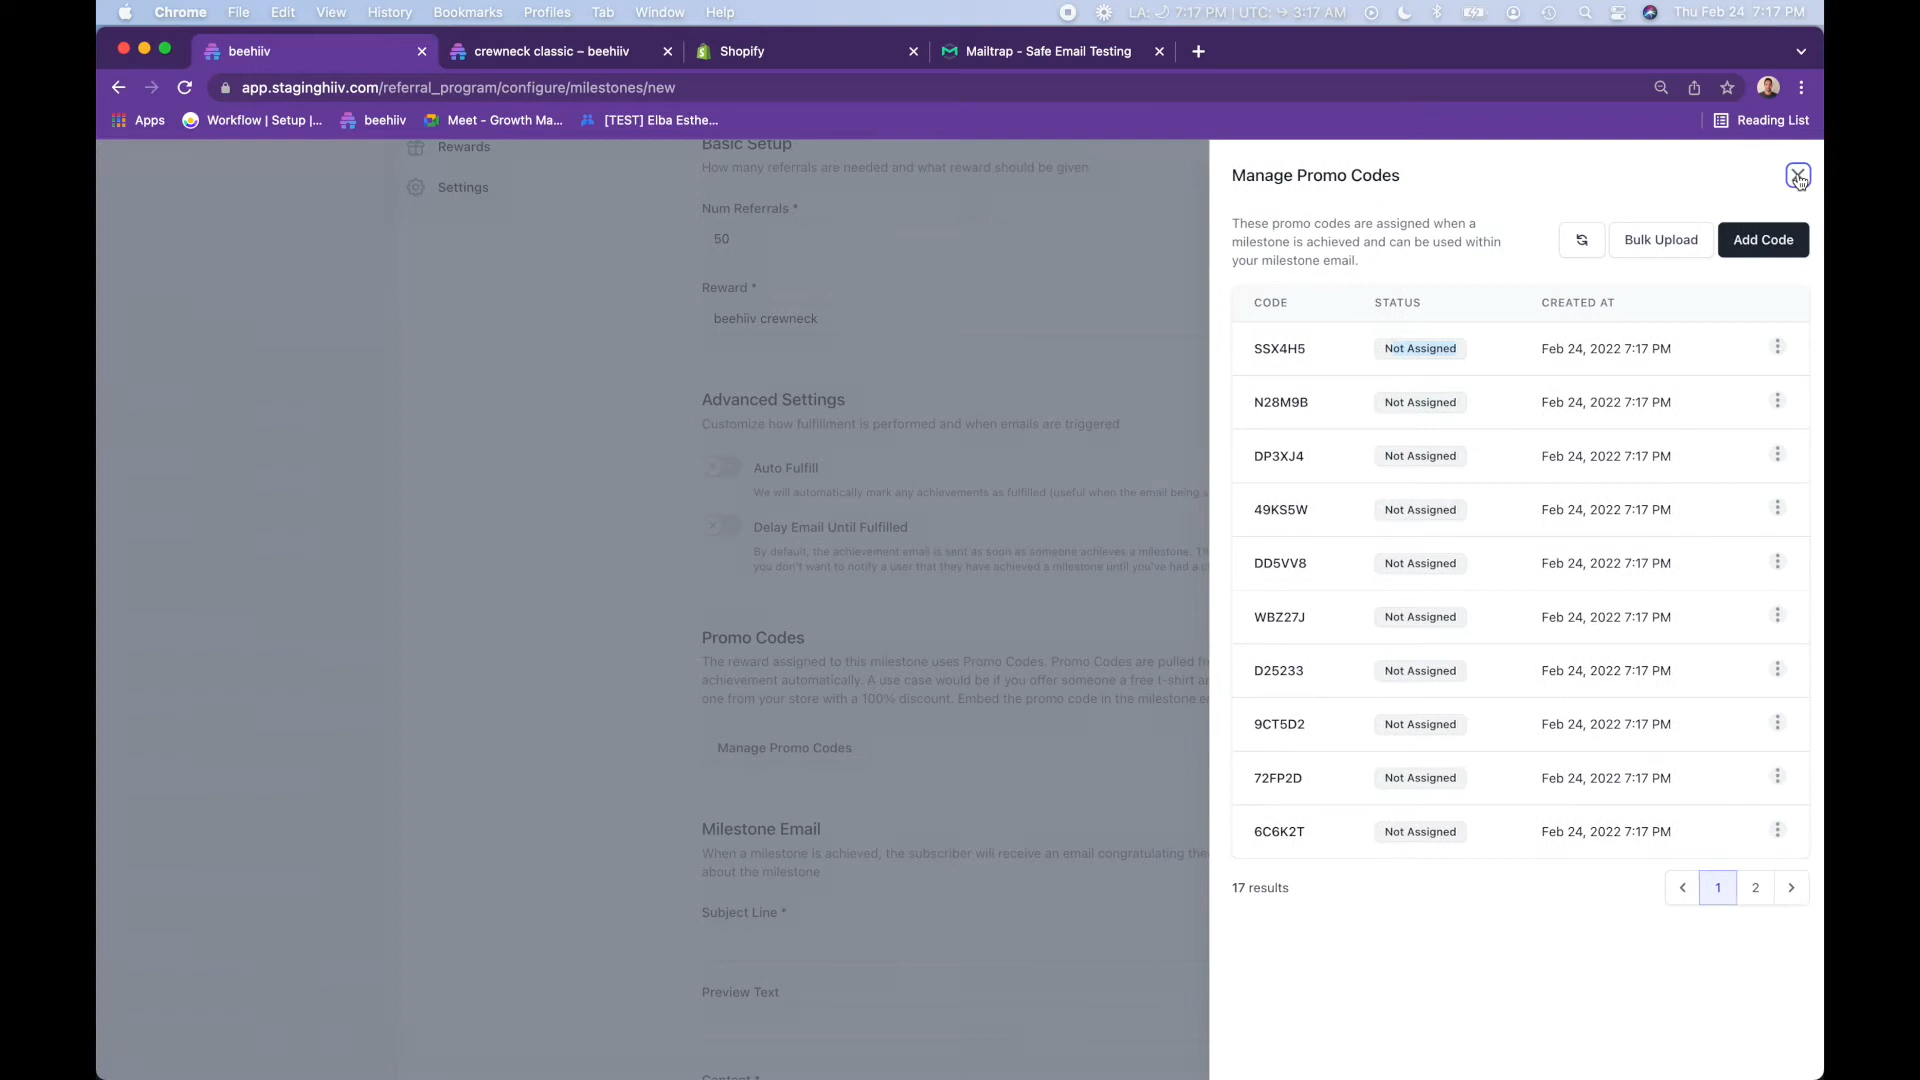 Chrome File Edit View History Bookmarks Profiles Tab Window Help LA: 7:17 PM | UTC: 3:17 AM Thu Feb 24 7:17 PM
beehiiv crewneck classic – beehiiv Shopify Mailtrap - Safe Email Testing
app.staginghiiv.com/referral_program/configure/milestones/new
Apps Workflow | Setup |... beehiiv Meet - Growth Ma... [TEST] Elba Esthe... Reading List
Rewards
Settings
Basic Setup
How many referrals are needed and what reward should be given
Num Referrals *
50
Reward *
beehiiv crewneck
Advanced Settings
Customize how fulfillment is performed and when emails are triggered
Auto Fulfill
We will automatically mark any achievements as fulfilled (useful when the email being
Delay Email Until Fulfilled
By default, the achievement email is sent as soon as someone achieves a milestone.
you don't want to notify a user that they have achieved a milestone until you've had a
Promo Codes
The reward assigned to this milestone uses Promo Codes. Promo Codes are pulled
achievement automatically. A use case would be if you offer someone a free t-shirt
one from your store with a 100% discount. Embed the promo code in the milestone
Manage Promo Codes
Milestone Email
When a milestone is achieved, the subscriber will receive an email congratulating
about the milestone
Subject Line *
Preview Text
Manage Promo Codes
These promo codes are assigned when a
milestone is achieved and can be used within
your milestone email.
Bulk Upload Add Code
CODE STATUS CREATED AT
SSX4H5 Not Assigned Feb 24, 2022 7:17 PM
N28M9B Not Assigned Feb 24, 2022 7:17 PM
DP3XJ4 Not Assigned Feb 24, 2022 7:17 PM
49KS5W Not Assigned Feb 24, 2022 7:17 PM
DD5VV8 Not Assigned Feb 24, 2022 7:17 PM
WBZ27J Not Assigned Feb 24, 2022 7:17 PM
D25233 Not Assigned Feb 24, 2022 7:17 PM
9CT5D2 Not Assigned Feb 24, 2022 7:17 PM
72FP2D Not Assigned Feb 24, 2022 7:17 PM
6C6K2T Not Assigned Feb 24, 2022 7:17 PM
17 results 1 2